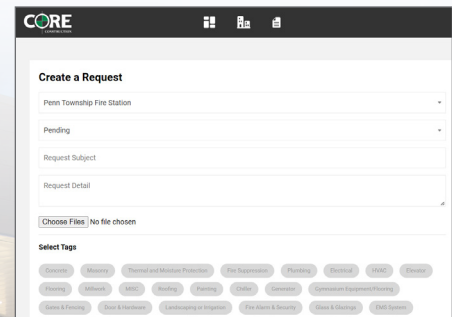 CORE
CONSTRUCTION
Create a Request
Penn Township Fire Station
Pending
Request Subject
Request Detail
Choose Files No file chosen
Select Tags
Concrete Masonry Thermal and Moisture Protection Fire Suppression Plumbing Electrical HVAC Elevator
Flooring Millwork MISC Roofing Painting Chiller Generator Gymnasium Equipment/Flooring
Gates & Fencing Door & Hardware Landscaping or Irrigation Fire Alarm & Security Glass & Glazings EMS System